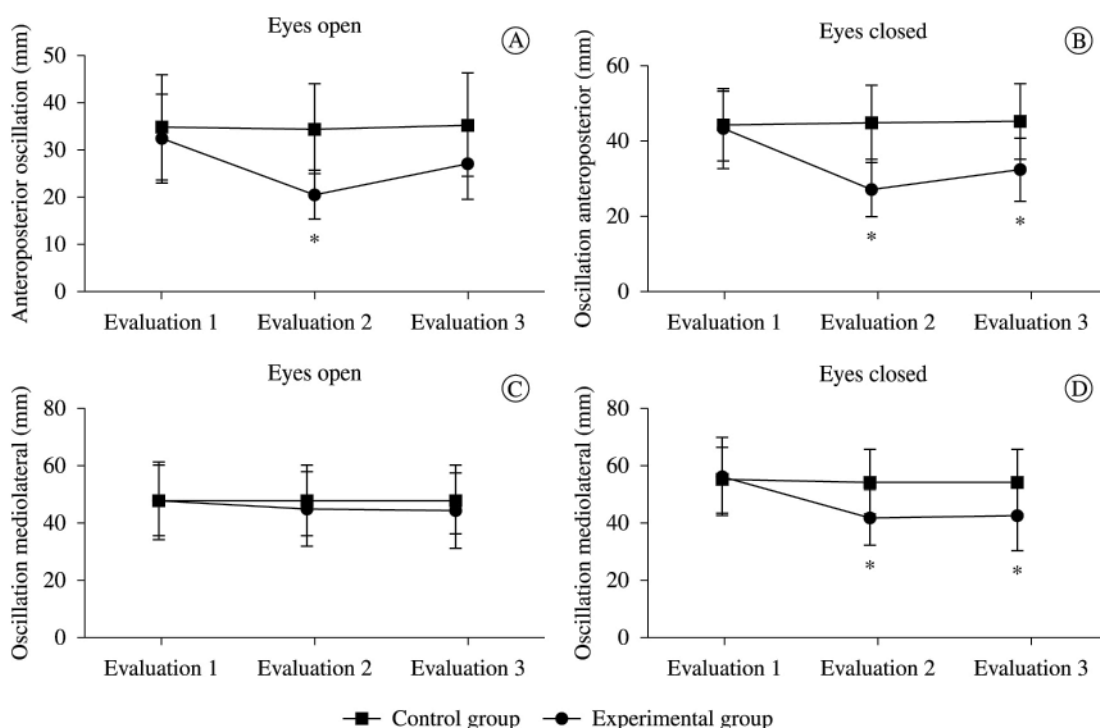 Eyes open
A
Anteroposterior oscillation (mm)
50
40
30
20
10
0
*
Evaluation 1 Evaluation 2 Evaluation 3
Eyes closed
B
Oscillation anteroposterior (mm)
60
40
20
0
*
*
Evaluation 1 Evaluation 2 Evaluation 3
Eyes open
C
Oscillation mediolateral (mm)
80
60
40
20
0
Evaluation 1 Evaluation 2 Evaluation 3
Eyes closed
D
Oscillation mediolateral (mm)
80
60
40
20
0
*
*
Evaluation 1 Evaluation 2 Evaluation 3
Control group Experimental group